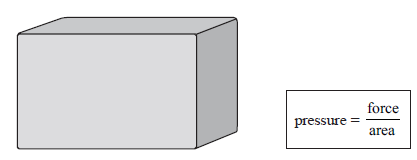 pressure = force
area